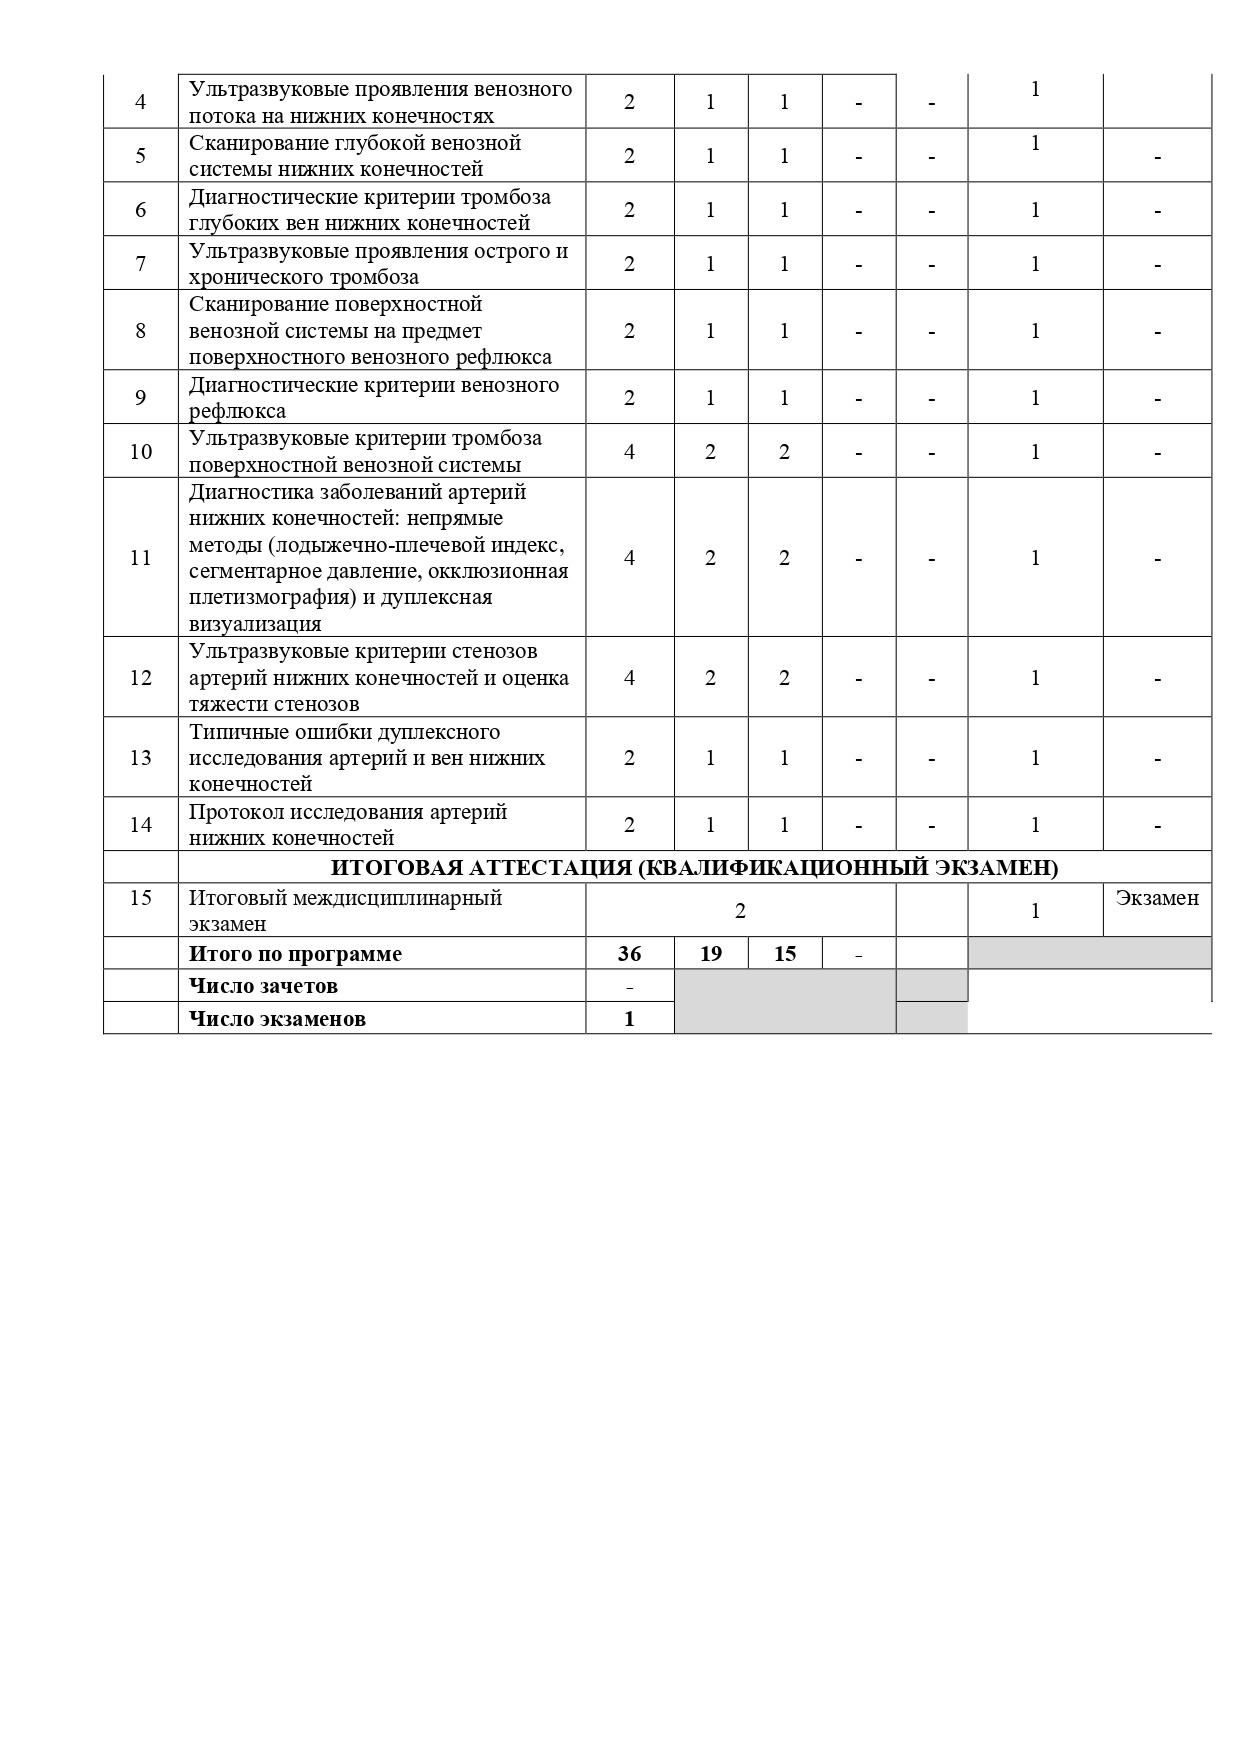 4 Ультразвуковые проявления венозного потока на нижних конечностях 2 1 1 - - 1
5 Сканирование глубокой венозной системы нижних конечностей 2 1 1 - - 1 -
6 Диагностические критерии тромбоза глубоких вен нижних конечностей 2 1 1 - - 1 -
7 Ультразвуковые проявления острого и хронического тромбоза 2 1 1 - - 1 -
8 Сканирование поверхностной венозной системы на предмет поверхностного венозного рефлюкса 2 1 1 - - 1 -
9 Диагностические критерии венозного рефлюкса 2 1 1 - - 1 -
10 Ультразвуковые критерии тромбоза поверхностной венозной системы 4 2 2 - - 1 -
11 Диагностика заболеваний артерий нижних конечностей: непрямые методы (лодыжечно-плечевой индекс, сегментарное давление, окклюзионная плетизмография) и дуплексная визуализация 4 2 2 - - 1 -
12 Ультразвуковые критерии стенозов артерий нижних конечностей и оценка тяжести стенозов 4 2 2 - - 1 -
13 Типичные ошибки дуплексного исследования артерий и вен нижних конечностей 2 1 1 - - 1 -
14 Протокол исследования артерий нижних конечностей 2 1 1 - - 1 -
ИТОГОВАЯ АТТЕСТАЦИЯ (КВАЛИФИКАЦИОННЫЙ ЭКЗАМЕН)
15 Итоговый междисциплинарный экзамен 2 1 Экзамен
Итого по программе 36 19 15 -
Число зачетов -
Число экзаменов 1